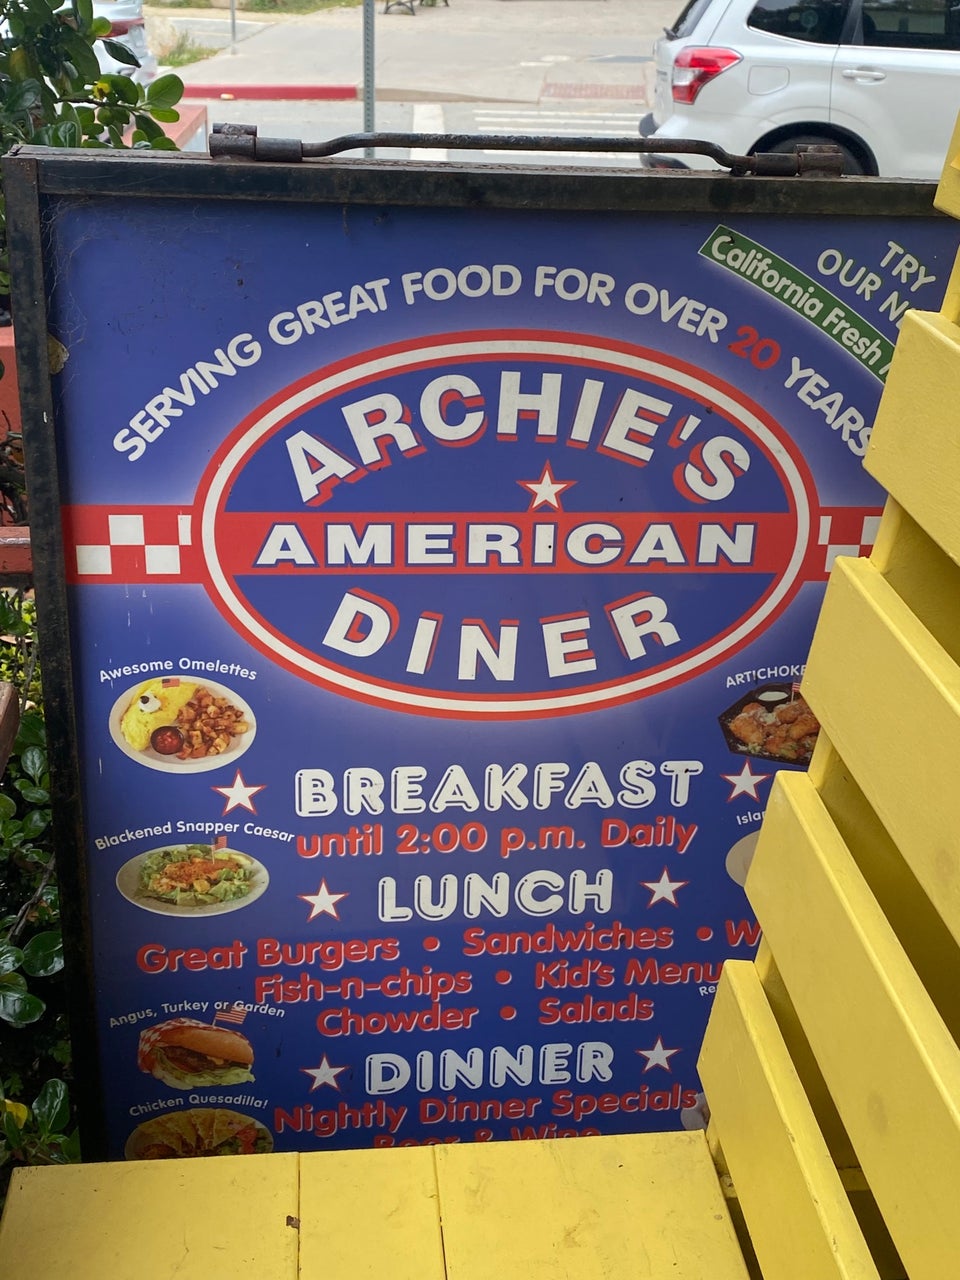 TRY
OUR
California Fresh
SERVING GREAT FOOD FOR OVER 20 YEARS
ARCHIE'S
AMERICAN
DINER
Awesome Omelettes
ARTICHOKE
BREAKFAST
until 2:00 p.m. Daily
Blackened Snapper Caesar
LUNCH
Great Burgers • Sandwiches •
Fish-n-chips • Kid's Menu
Chowder • Salads
Angus, Turkey or Garden
DINNER
Chicken Quesadilla!
Nightly Dinner Specials
Beer & Wine